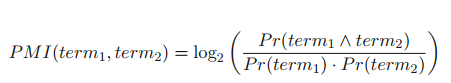 PMI(term₁, term₂) = log₂ ( Pr(term₁ ∧ term₂) / Pr(term₁) · Pr(term₂) )